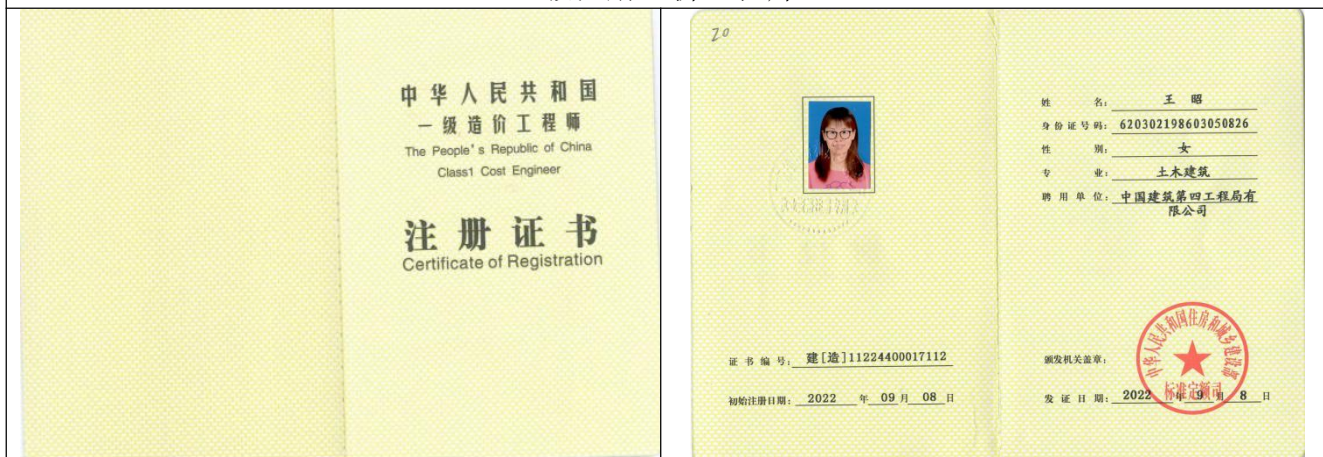 中华人民共和国
一级造价工程师
The People's Republic of China
Class1 Cost Engineer
注册证书
Certificate of Registration
20
证书编号: 建[造]11224400017112
初始注册日期: 2022 年 09 月 08 日
姓名: 王昭
身份证号码: 620302198603050826
性别: 女
专业: 土木建筑
聘用单位: 中国建筑第四工程局有
限公司
颁发机关盖章:
中华人民共和国住房和城乡建设部
标准定额司
发证日期: 2022 年 9 月 8 日